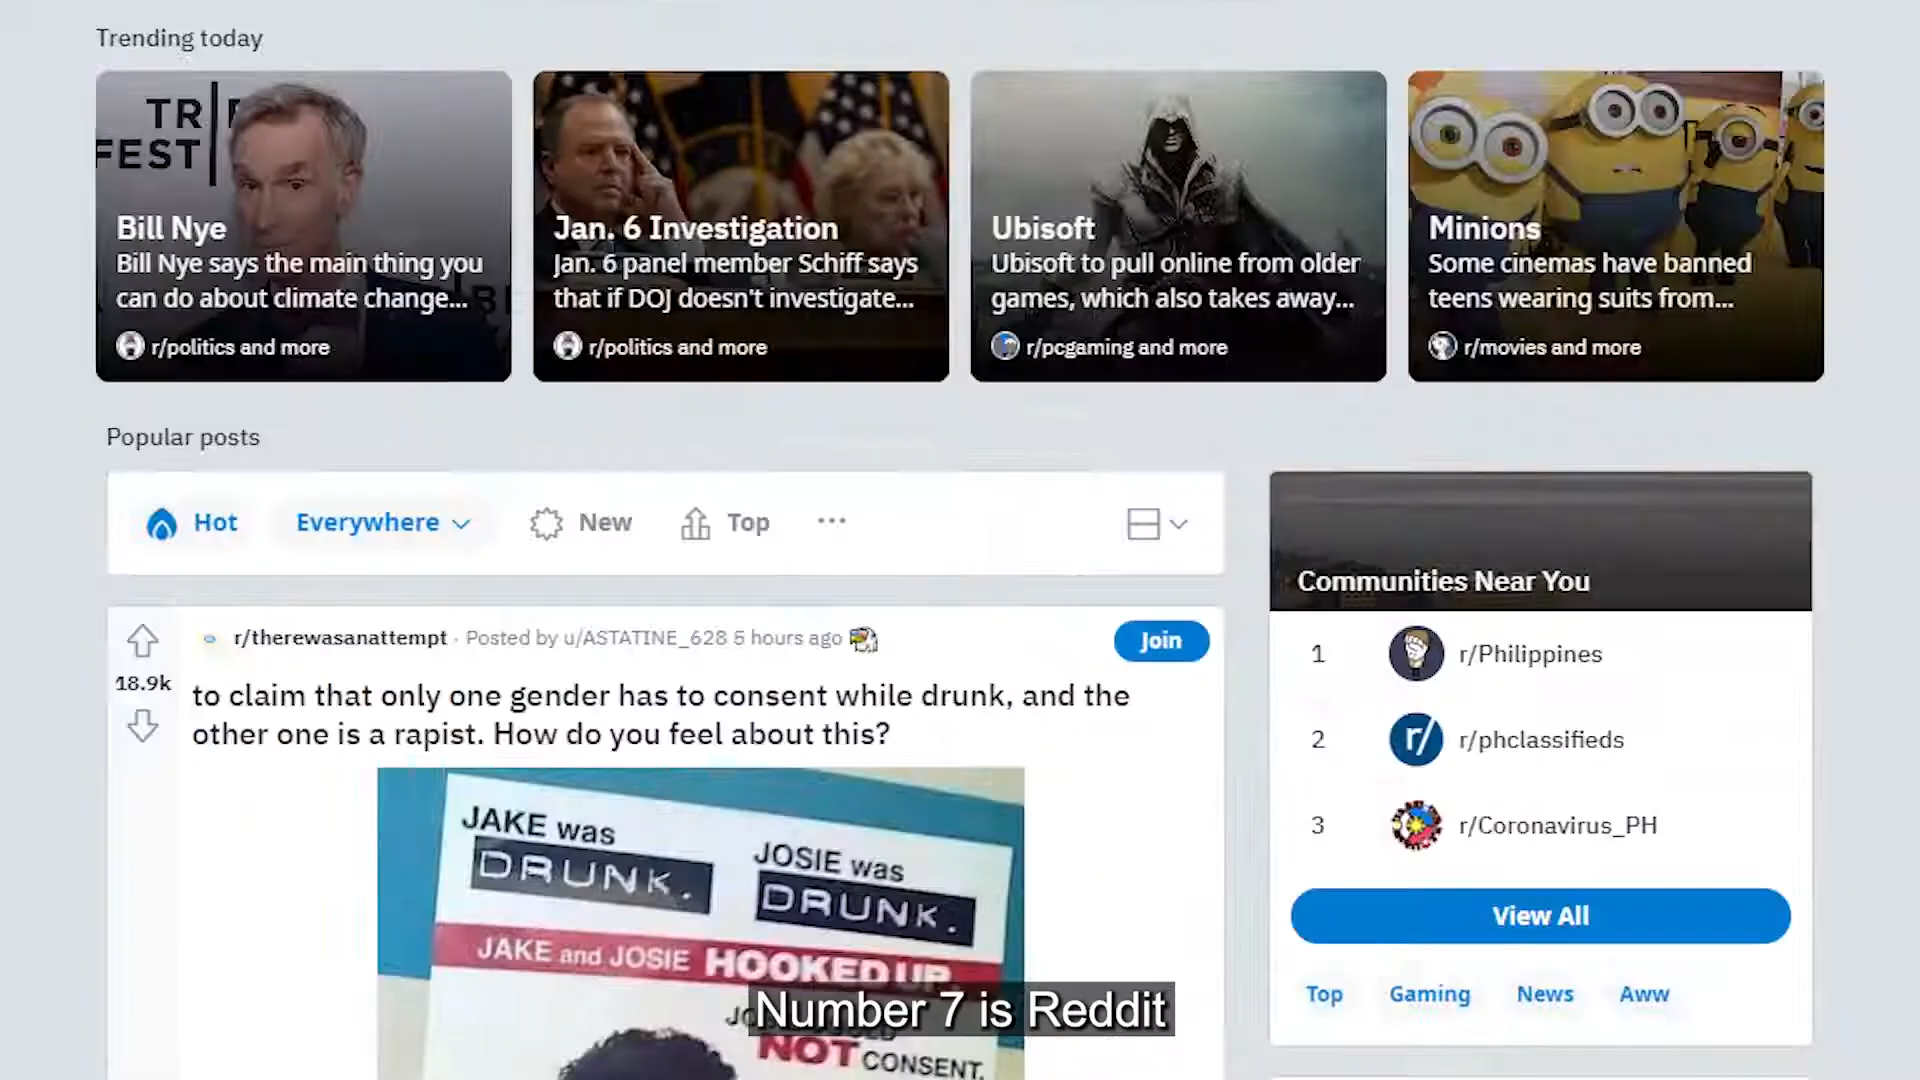 Trending today
TR F
FEST
Bill Nye
Bill Nye says the main thing you
can do about climate change...
r/politics and more
Jan. 6 Investigation
Jan. 6 panel member Schiff says
that if DOJ doesn't investigate...
r/politics and more
Ubisoft
Ubisoft to pull online from older
games, which also takes away...
r/pcgaming and more
Minions
Some cinemas have banned
teens wearing suits from...
r/movies and more
Popular posts
Hot
Everywhere
New
Top
...
r/therewasanattempt · Posted by u/ASTATINE_628 5 hours ago
Join
18.9k
to claim that only one gender has to consent while drunk, and the
other one is a rapist. How do you feel about this?
JAKE was
DRUNK.
JOSIE was
DRUNK.
JAKE and JOSIE HOOKED UP.
NOT CONSENT.
Number 7 is Reddit
Communities Near You
1 r/Philippines
2 r/ r/phclassifieds
3 r/Coronavirus_PH
View All
Top Gaming News Aww